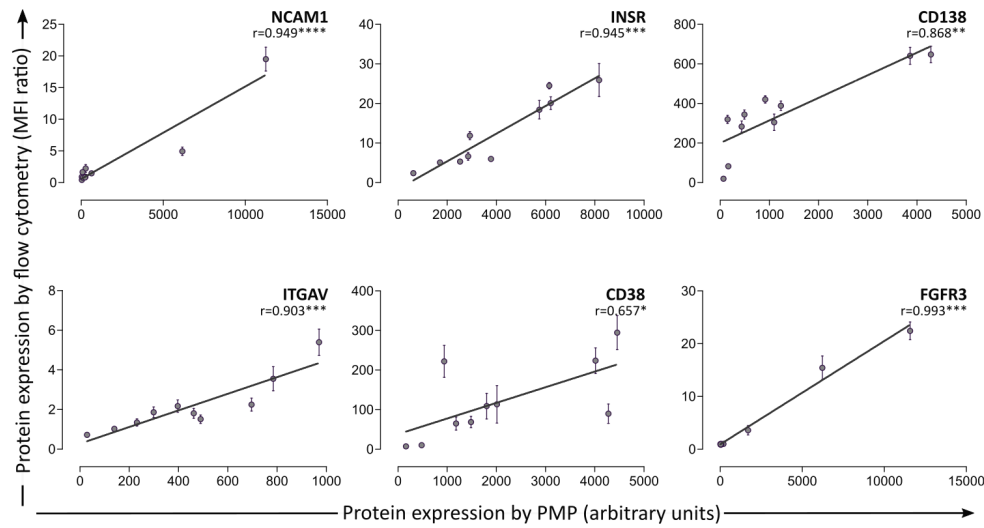 Protein expression by flow cytometry (MFI ratio)
NCAM1
r=0.949****
25
20
15
10
5
0
0 5000 10000 15000
INSR
r=0.945***
40
30
20
10
0
0 2000 4000 6000 8000 10000
CD138
r=0.868**
800
600
400
200
0
0 1000 2000 3000 4000 5000
ITGAV
r=0.903***
8
6
4
2
0
0 200 400 600 800 1000
CD38
r=0.657*
400
300
200
100
0
0 1000 2000 3000 4000 5000
FGFR3
r=0.993***
30
20
10
0
0 5000 10000 15000
Protein expression by PMP (arbitrary units)